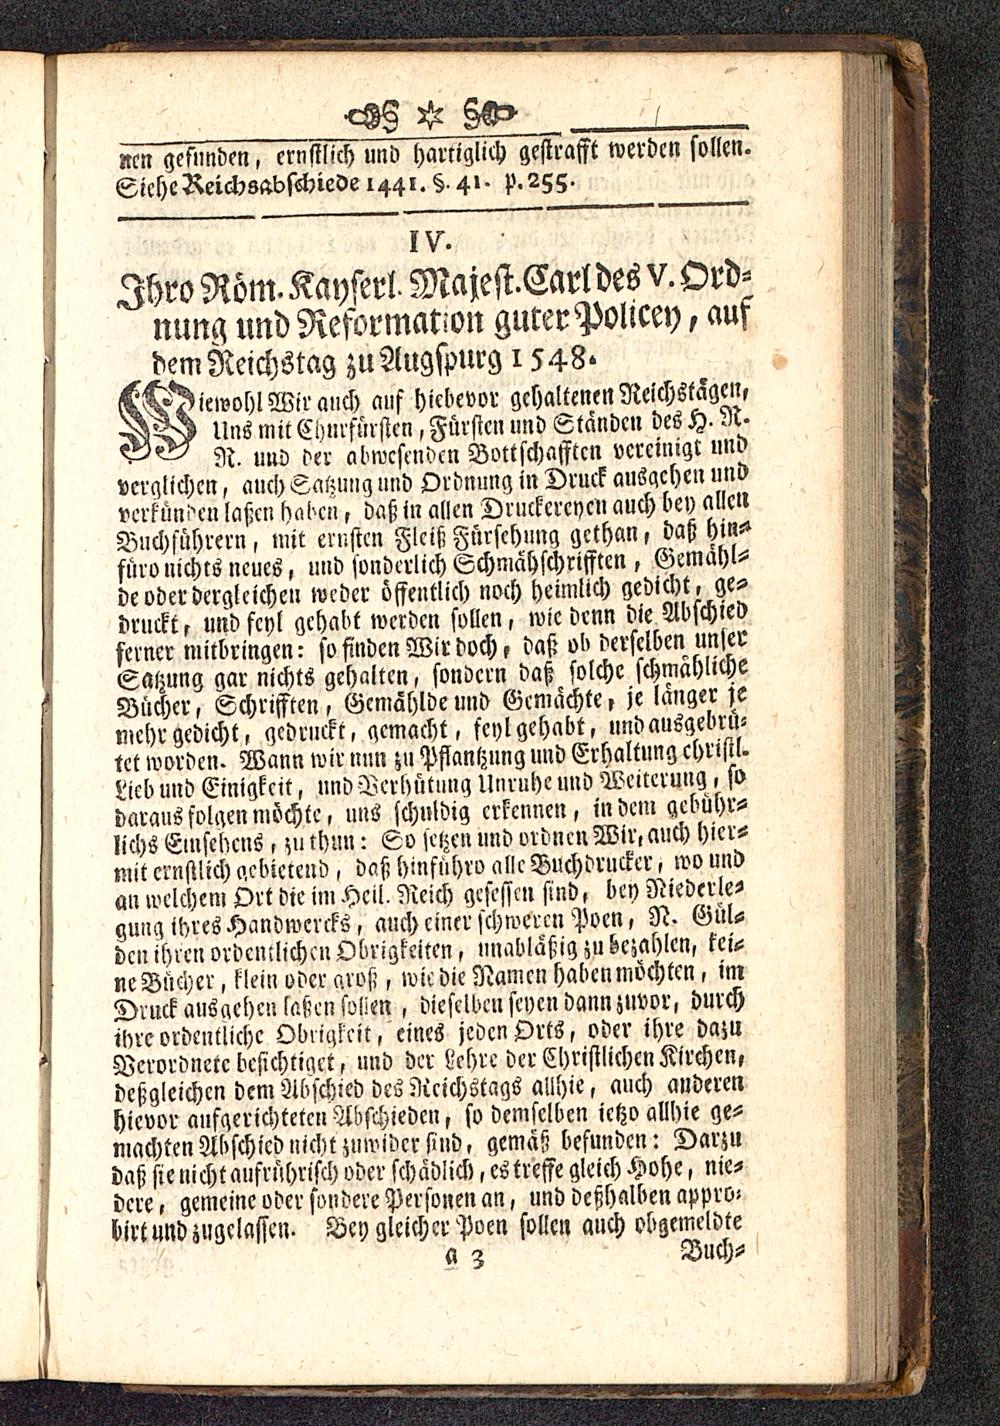 nen gefunden, ernstlich und hartiglich gestrafft werden sollen.
Siehe Reichsabschiede 1441. §. 41. p. 255.
IV.
Ihro Röm. Kayserl. Majest. Carl des V. Ord-
nung und Reformation guter Policey, auf
dem Reichstag zu Augspurg 1548.
Wiewohl Wir auch auf hiebevor gehaltenen Reichstägen,
Uns mit Churfürsten, Fürsten und Ständen des H. R.
R. und der abwesenden Bottschafften vereinigt und
verglichen, auch Satzung und Ordnung in Druck ausgehen und
verkünden laßen haben, daß in allen Druckereyen auch bey allen
Buchführern, mit ernsten Fleiß Fürsehung gethan, daß hin-
füro nichts neues, und sonderlich Schmähschrifften, Gemähl-
de oder dergleichen weder öffentlich noch heimlich gedicht, ge-
druckt, und feyl gehabt werden sollen, wie denn die Abschied
ferner mitbringen: so finden Wir doch, daß ob derselben unser
Satzung gar nichts gehalten, sondern daß solche schmähliche
Bücher, Schrifften, Gemählde und Gemächte, je länger je
mehr gedicht, gedruckt, gemacht, feyl gehabt, und ausgebrü-
tet worden. Wann wir nun zu Pflantzung und Erhaltung christl.
Lieb und Einigkeit, und Verhütung Unruhe und Weiterung, so
daraus folgen möchte, uns schuldig erkennen, in dem gebühr-
lichs Einsehens, zu thun: So setzen und ordnen Wir, auch hier-
mit ernstlich gebietend, daß hinführo alle Buchdrucker, wo und
an welchem Ort die im Heil. Reich gesessen sind, bey Niederle-
gung ihres Handwercks, auch einer schweren Poen, N. Gül-
den ihren ordentlichen Obrigkeiten, unabläßig zu bezahlen, kei-
ne Bücher, klein oder groß, wie die Namen haben möchten, im
Druck ausgehen laßen sollen, dieselben seyen dann zuvor, durch
ihre ordentliche Obrigkeit, eines jeden Orts, oder ihre dazu
Verordnete besichtiget, und der Lehre der Christlichen Kirchen,
deßgleichen dem Abschied des Reichstags allhie, auch anderen
hievor aufgerichteten Abschieden, so demselben ietzo allhie ge-
machten Abschied nicht zuwider sind, gemäß befunden: Darzu
daß sie nicht aufrührisch oder schädlich, es treffe gleich Hohe, nie-
dere, gemeine oder sondere Personen an, und deßhalben appro-
birt und zugelassen. Bey gleicher Poen sollen auch obgemeldte
a 3
Buch-